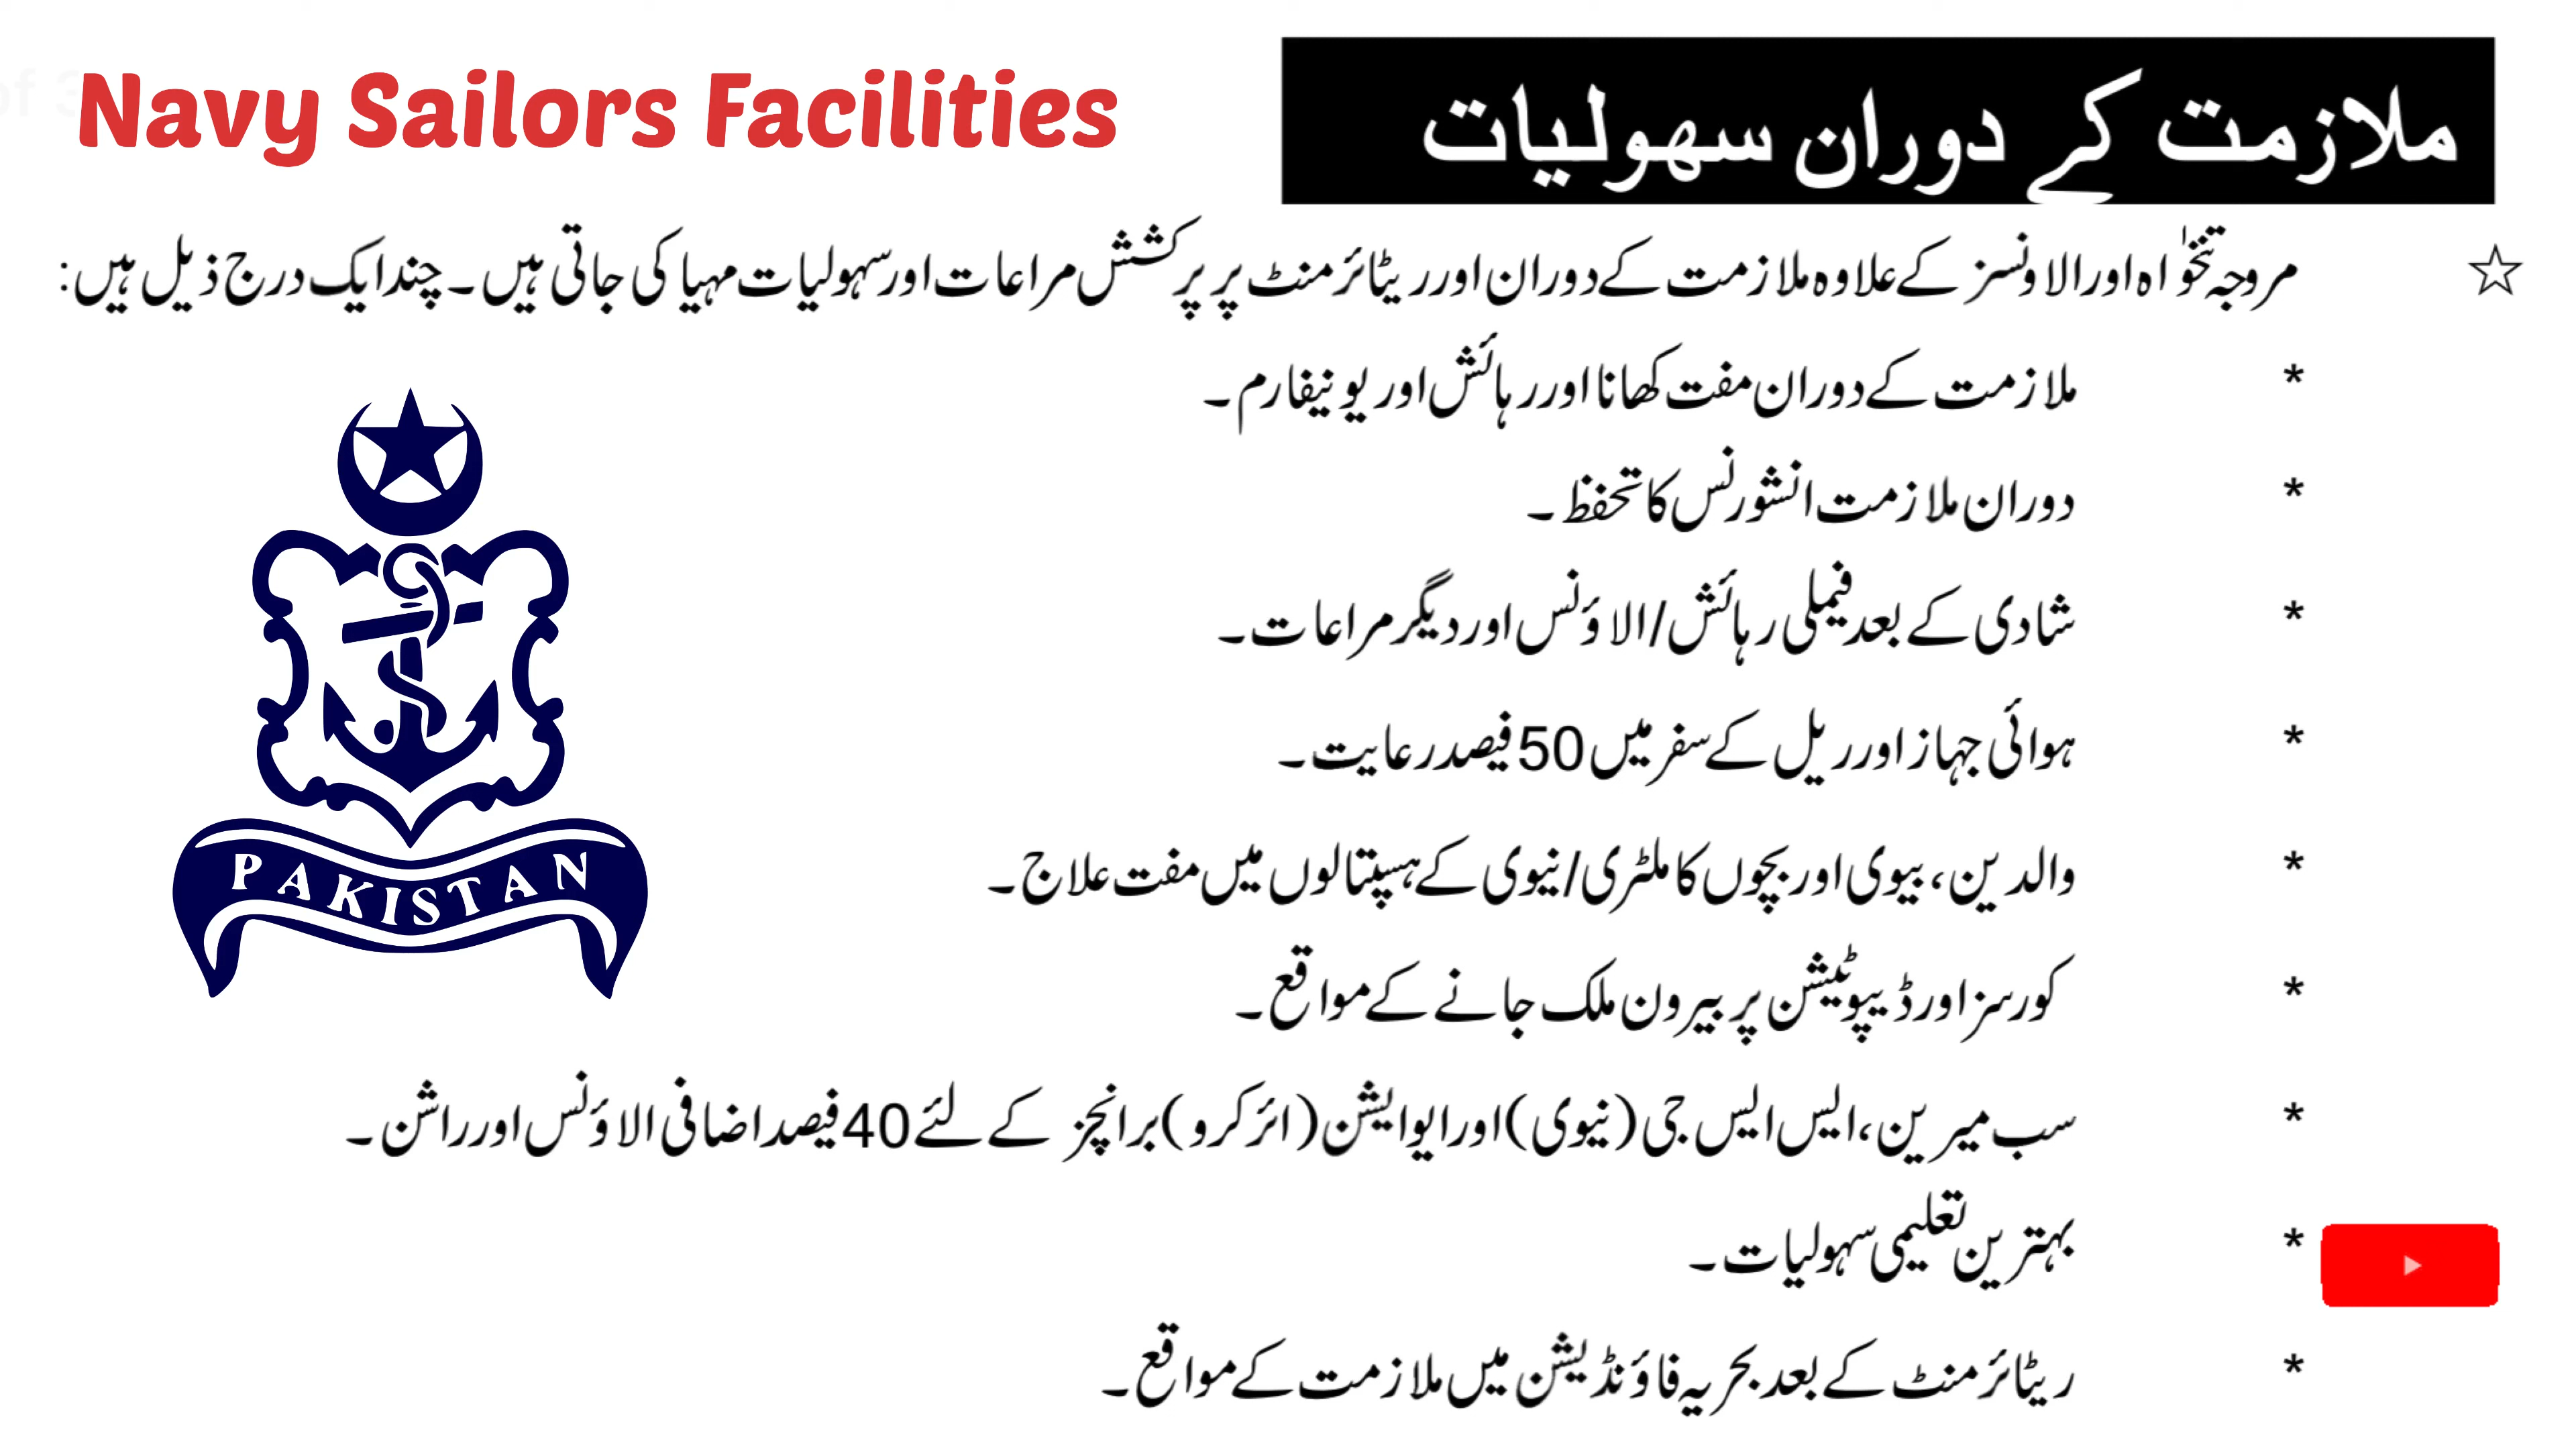 Navy Sailors Facilities
ملازمت کے دوران سہولیات
☆ مروجہ تنخواہ اور الاونسز کے علاوہ ملازمت کے دوران اور ریٹائرمنٹ پر پرکشش مراعات اور سہولیات مہیا کی جاتی ہیں۔ چند ایک درج ذیل ہیں:
* ملازمت کے دوران مفت کھانا اور رہائش اور یونیفارم۔
* دوران ملازمت انشورنس کا تحفظ۔
* شادی کے بعد فیملی رہائش/الاؤنس اور دیگر مراعات۔
* ہوائی جہاز اور ریل کے سفر میں 50 فیصد رعایت۔
* والدین، بیوی اور بچوں کا ملٹری/نیوی کے ہسپتالوں میں مفت علاج۔
* کورسز اور ڈیپوٹیشن پر بیرون ملک جانے کے مواقع۔
* سب میرین، ایس ایس جی (نیوی) اور ایوایشن (ائرکرو) برانچز کے لئے 40 فیصد اضافی الاؤنس اور راشن۔
* بہترین تعلیمی سہولیات۔
* ریٹائرمنٹ کے بعد بحریہ فاؤنڈیشن میں ملازمت کے مواقع۔
PAKISTAN
of 3